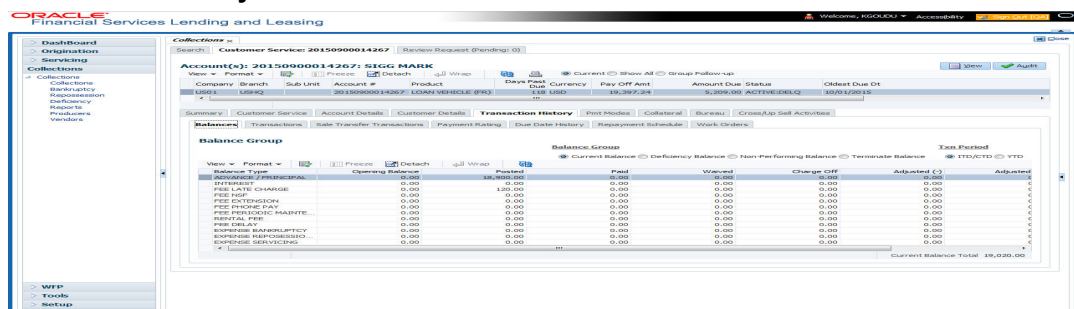 ORACLE
Financial Services Lending and Leasing
Welcome, KGOUDU Accessibility Sign Out [QA]
DashBoard
Origination
Servicing
Collections
Collections
Collections
Bankruptcy
Repossession
Deficiency
Reports
Producers
Vendors
WFP
Tools
Setup
Collections x
Close
Search Customer Service: 20150900014267 Review Request (Pending: 0)
Account(s): 20150900014267: SIGG MARK
View Audit
View Format Freeze Detach Wrap Current Show All Group Follow-up
Company Branch Sub Unit Account # Product Days Past Due Currency Pay Off Amt Amount Due Status Oldest Due Dt
US01 USHQ 20150900014267 LOAN VEHICLE (FR) 118 USD 19,397.24 5,209.00 ACTIVE:DELQ 10/01/2015
Summary Customer Service Account Details Customer Details Transaction History Pmt Modes Collateral Bureau Cross/Up Sell Activities
Balances Transactions Sale Transfer Transactions Payment Rating Due Date History Repayment Schedule Work Orders
Balance Group
Balance Group Txn Period
Current Balance Deficiency Balance Non-Performing Balance Terminate Balance ITD/CTD YTD
View Format Freeze Detach Wrap
Balance Type Opening Balance Posted Paid Waived Charge Off Adjusted (-) Adjusted
ADVANCE / PRINCIPAL 0.00 18,900.00 0.00 0.00 0.00 0.00
INTEREST 0.00 0.00 0.00 0.00 0.00 0.00
FEE LATE CHARGE 0.00 120.00 0.00 0.00 0.00 0.00
FEE NSF 0.00 0.00 0.00 0.00 0.00 0.00
FEE EXTENSION 0.00 0.00 0.00 0.00 0.00 0.00
FEE PHONE PAY 0.00 0.00 0.00 0.00 0.00 0.00
FEE PERIODIC MAINTE... 0.00 0.00 0.00 0.00 0.00 0.00
RENTAL FEE 0.00 0.00 0.00 0.00 0.00 0.00
FEE DELAY 0.00 0.00 0.00 0.00 0.00 0.00
EXPENSE BANKRUPTCY 0.00 0.00 0.00 0.00 0.00 0.00
EXPENSE REPOSESSIO... 0.00 0.00 0.00 0.00 0.00 0.00
EXPENSE SERVICING 0.00 0.00 0.00 0.00 0.00 0.00
Current Balance Total 19,020.00